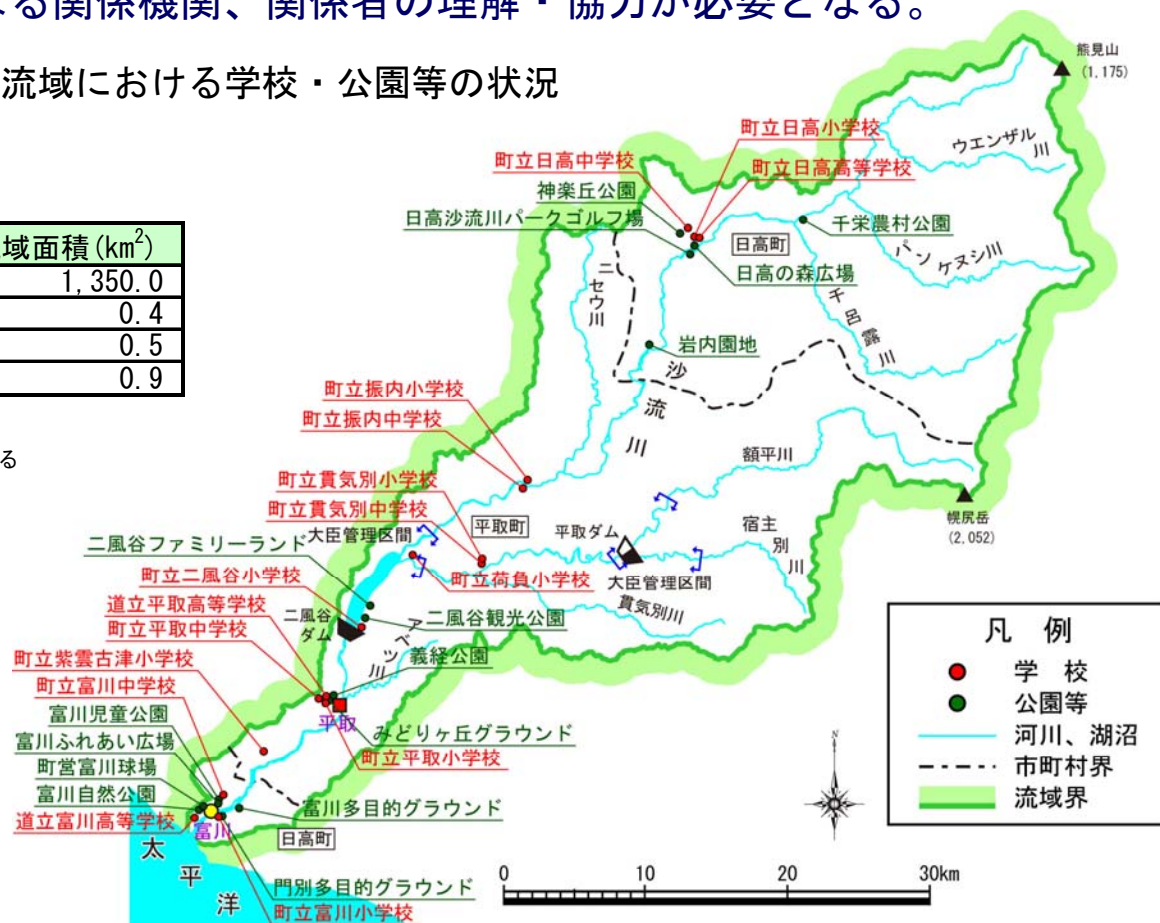 る関係機関、関係者の理解・協力が必要となる。
流域における学校・公園等の状況
域面積(km2)
1,350.0
0.4
0.5
0.9
る
熊見山
(1,175)
町立日高小学校
町立日高中学校
町立日高高等学校
神楽丘公園
日高沙流川パークゴルフ場
ウエンザル川
千栄農村公園
日高町
日高の森広場
パンケヌシ川
ニセウ川
千呂露川
岩内園地
沙流川
町立振内小学校
町立振内中学校
額平川
町立貫気別小学校
町立貫気別中学校
平取町
平取ダム
宿主別川
幌尻岳
(2,052)
大臣管理区間
二風谷ファミリーランド
町立荷負小学校
大臣管理区間
町立二風谷小学校
貫気別川
道立平取高等学校
二風谷ダム
二風谷観光公園
町立平取中学校
アベツ川
義経公園
町立紫雲古津小学校
平取
みどりヶ丘グラウンド
町立平取小学校
町立富川中学校
富川児童公園
富川ふれあい広場
町営富川球場
富川自然公園
富川多目的グラウンド
道立富川高等学校
富川
日高町
太平洋
門別多目的グラウンド
町立富川小学校
凡 例
学 校
公園等
河川、湖沼
市町村界
流域界
N
0 10 20 30km